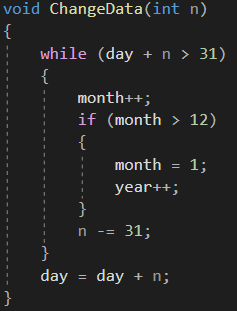 void ChangeData(int n)
{
    while (day + n > 31)
    {
        month++;
        if (month > 12)
        {
            month = 1;
            year++;
        }
        n -= 31;
    }
    day = day + n;
}